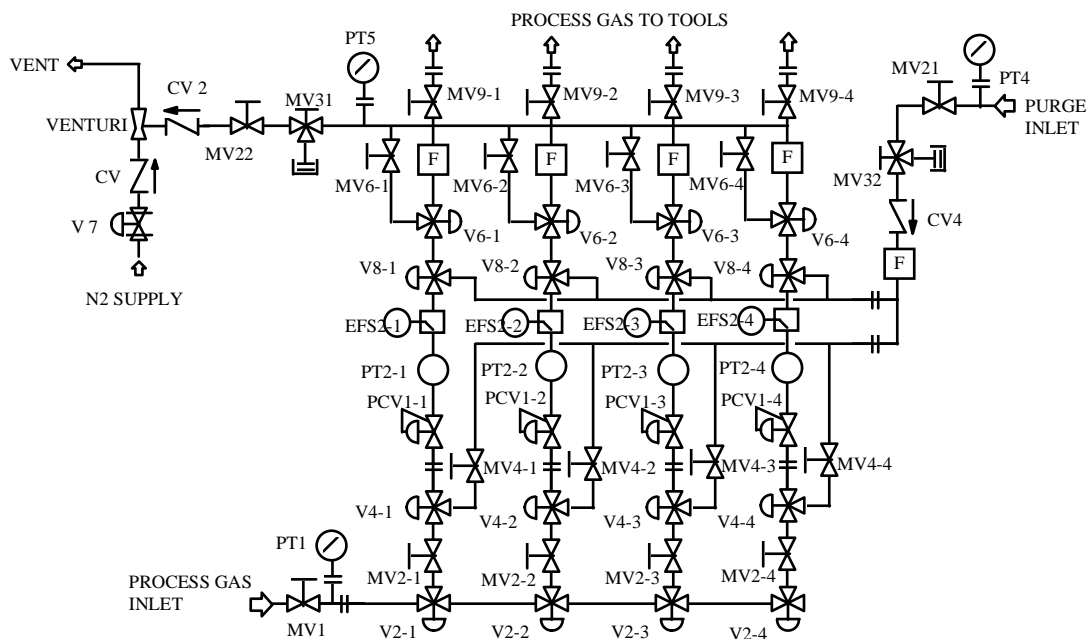 PROCESS GAS TO TOOLS
PT5
VENT
CV 2
MV31
MV21
PT4
MV9-1
MV9-2
MV9-3
MV9-4
PURGE
INLET
VENTURI
MV22
F
F
F
F
CV
MV6-1
MV6-2
MV6-3
MV6-4
MV32
V 7
V6-1
V6-2
V6-3
V6-4
CV4
V8-1
V8-2
V8-3
V8-4
F
N2 SUPPLY
EFS2-1
EFS2-2
EFS2-3
EFS2-4
PT2-1
PT2-2
PT2-3
PT2-4
PCV1-1
PCV1-2
PCV1-3
PCV1-4
MV4-1
MV4-2
MV4-3
MV4-4
V4-1
V4-2
V4-3
V4-4
PT1
MV2-1
MV2-2
MV2-3
MV2-4
PROCESS GAS
INLET
MV1
V2-1
V2-2
V2-3
V2-4